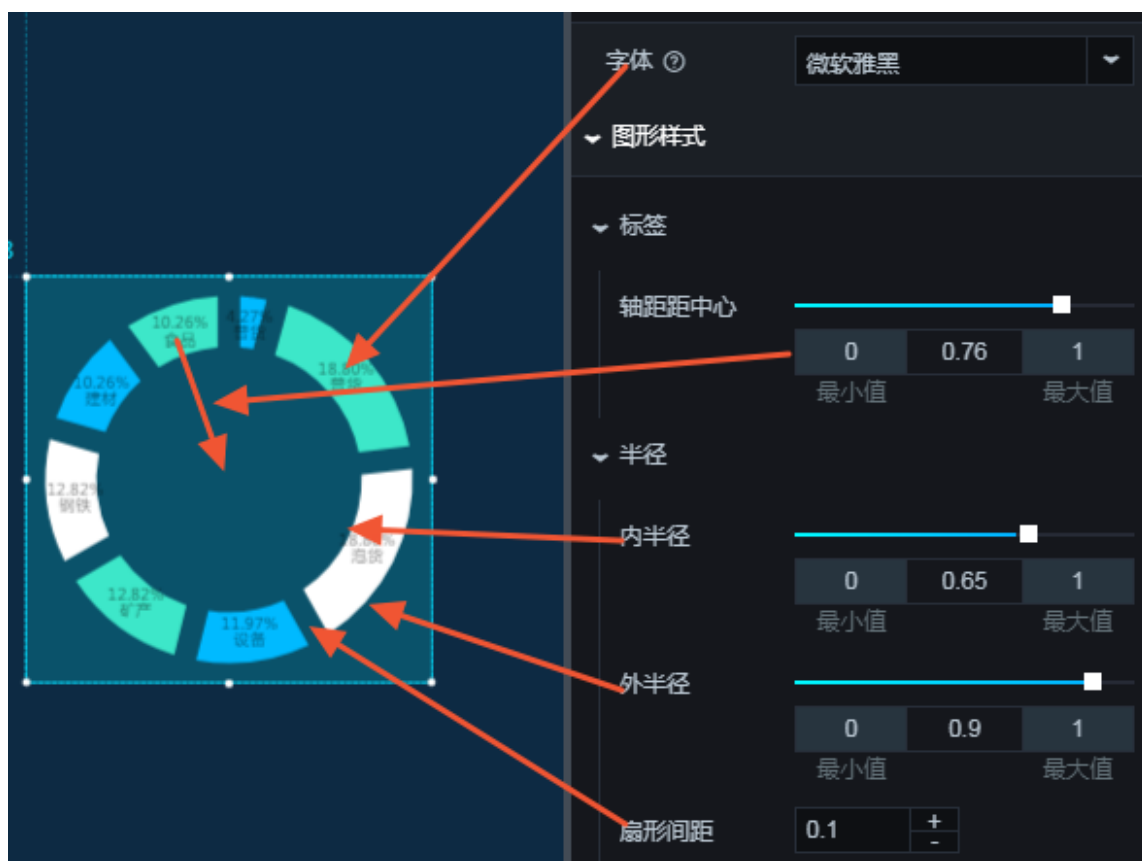 字体 ?
微软雅黑
图形样式
标签
轴距距中心
0 0.76 1
最小值 最大值
半径
内半径
0 0.65 1
最小值 最大值
外半径
0 0.9 1
最小值 最大值
扇形间距
0.1 + -
10.26%
食品
4.27%
18.80%
10.26%
建材
12.82%
钢铁
泡货
12.82%
矿产
11.97%
设备